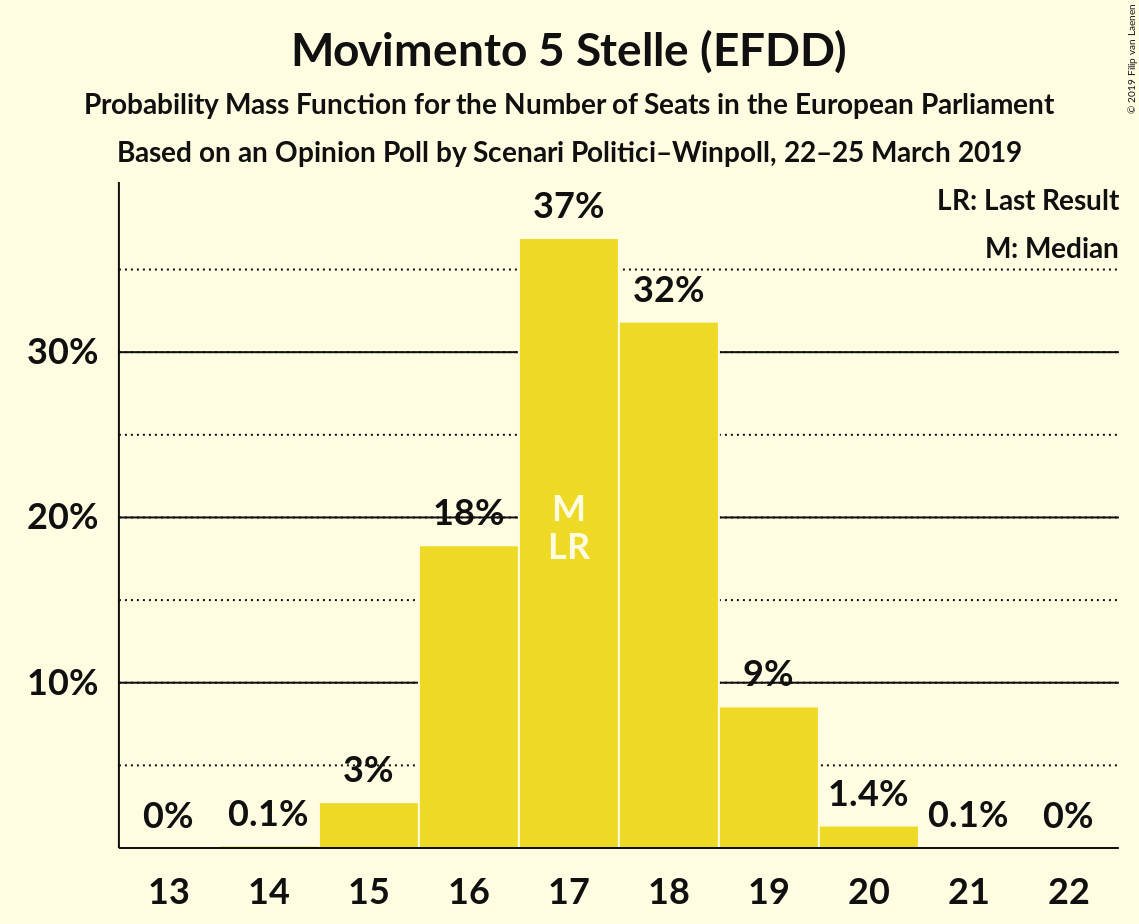 Movimento 5 Stelle (EFDD)
Probability Mass Function for the Number of Seats in the European Parliament
Based on an Opinion Poll by Scenari Politici–Winpoll, 22–25 March 2019
© 2019 Filip van Laenen
LR: Last Result
M: Median
37%
32%
30%
20%
18%
M
LR
10%
9%
3%
1.4%
0%
0.1%
0.1%
0%
13 14 15 16 17 18 19 20 21 22